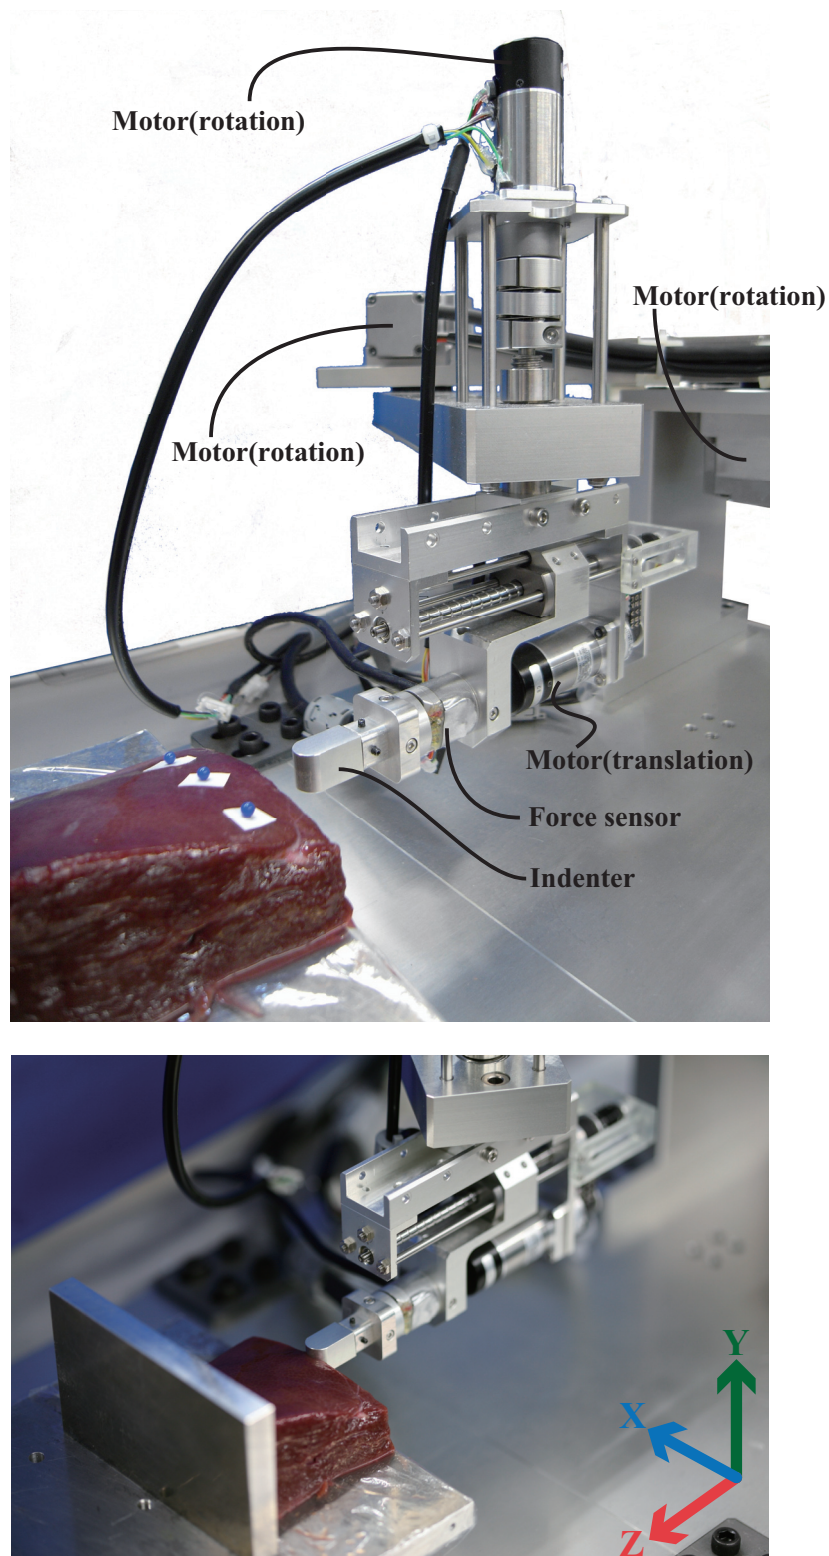 Motor(rotation)
Motor(rotation)
Motor(rotation)
Motor(translation)
Force sensor
Indenter
Y
X
Z